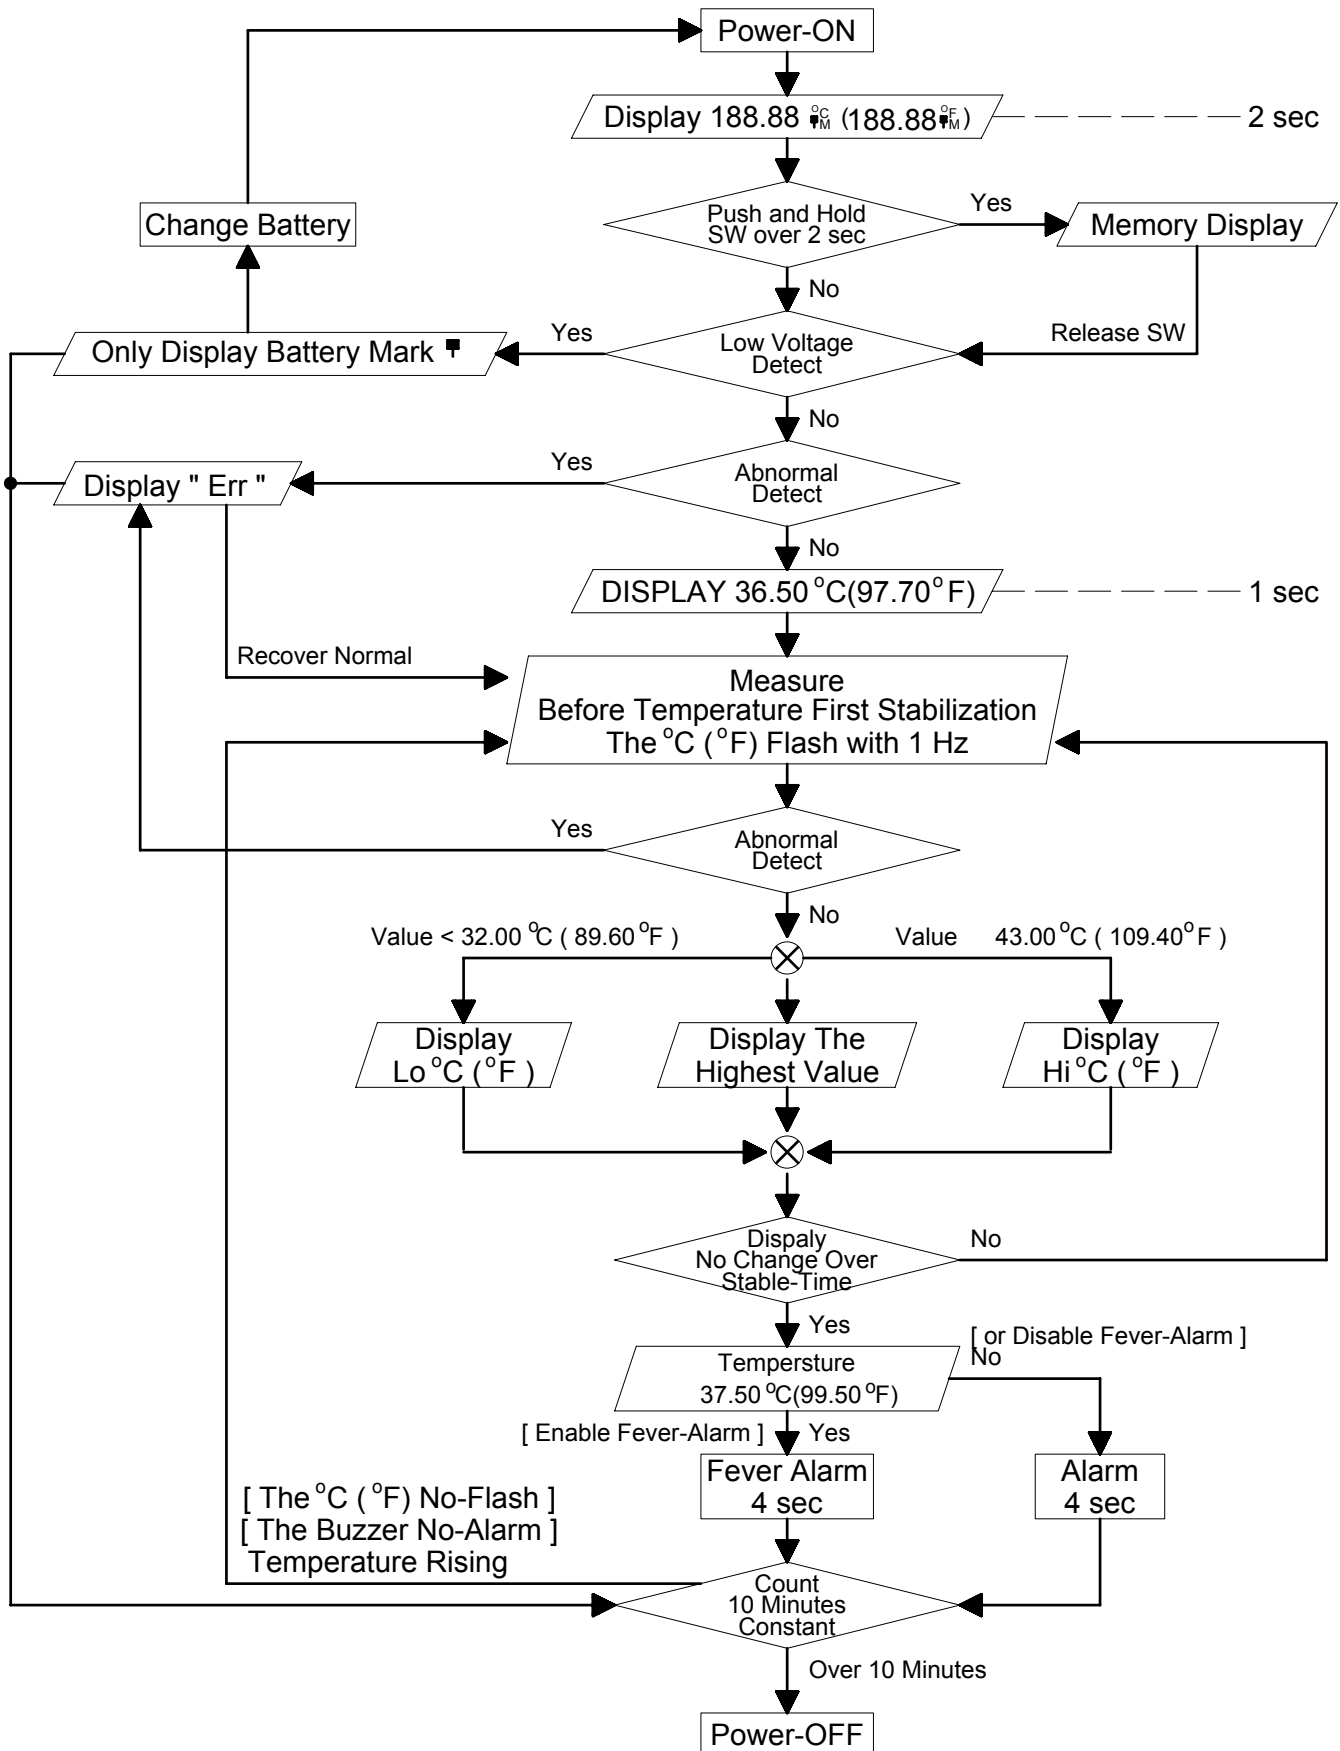 Power-ON
Display 188.88 °C M (188.88 °F M)
2 sec
Push and Hold
SW over 2 sec
Yes
Memory Display
Change Battery
No
Release SW
Only Display Battery Mark
Yes
Low Voltage
Detect
No
Display " Err "
Yes
Abnormal
Detect
No
DISPLAY 36.50 °C(97.70°F)
1 sec
Recover Normal
Measure
Before Temperature First Stabilization
The °C ( °F) Flash with 1 Hz
Yes
Abnormal
Detect
No
Value < 32.00 °C ( 89.60 °F )
Value 43.00 °C ( 109.40°F )
Display
Lo °C ( °F )
Display The
Highest Value
Display
Hi °C ( °F )
Dispaly
No Change Over
Stable-Time
No
Yes
[ or Disable Fever-Alarm ]
No
Tempersture
37.50 °C(99.50 °F)
[ Enable Fever-Alarm ]
Yes
Fever Alarm
4 sec
Alarm
4 sec
[ The °C ( °F) No-Flash ]
[ The Buzzer No-Alarm ]
Temperature Rising
Count
10 Minutes
Constant
Over 10 Minutes
Power-OFF